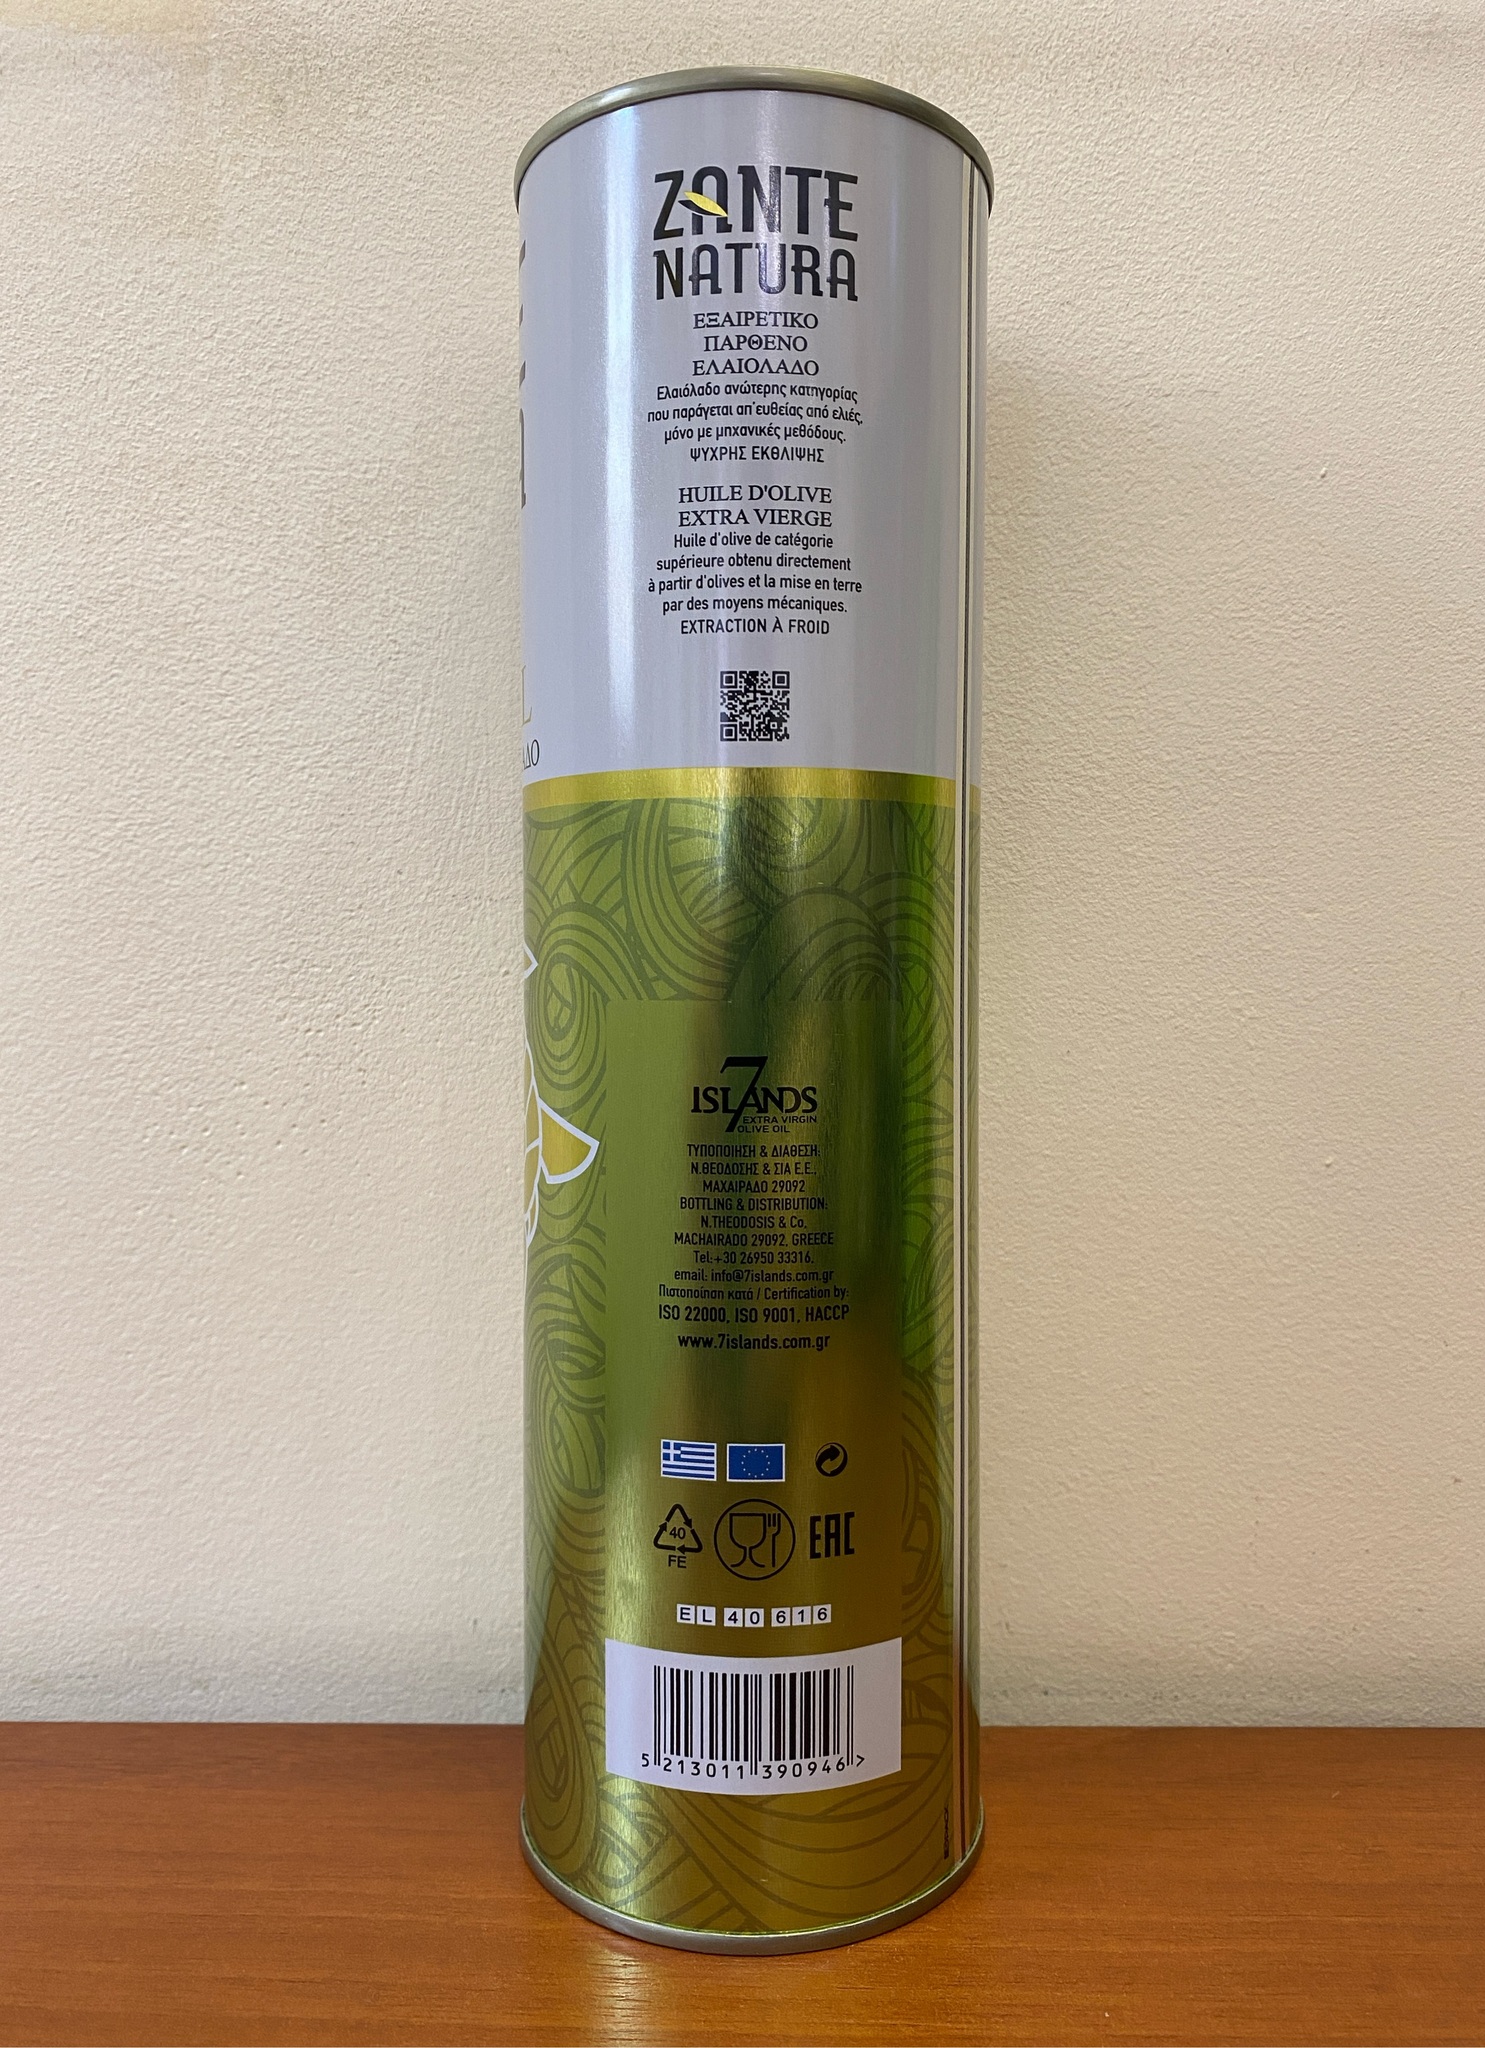 ZANTE
NATURA
ΕΞΑΙΡΕΤΙΚΟ
ΠΑΡΘΕΝΟ
ΕΛΑΙΟΛΑΔΟ
Ελαιόλαδο ανώτερης κατηγορίας
που παράγεται απ'ευθείας από ελιές,
μόνο με μηχανικές μεθόδους.
ΨΥΧΡΗΣ ΕΚΘΛΙΨΗΣ
HUILE D'OLIVE
EXTRA VIERGE
Huile d'olive de catégorie
supérieure obtenu directement
à partir d'olives et la mise en terre
par des moyens mécaniques.
EXTRACTION À FROID
L
ΑΔΟ
7
ISLANDS
EXTRA VIRGIN
OLIVE OIL
ΤΥΠΟΠΟΙΗΣΗ & ΔΙΑΘΕΣΗ:
Ν.ΘΕΟΔΟΣΗΣ & ΣΙΑ Ε.Ε.,
ΜΑΧΑΙΡΑΔΟ 29092
BOTTLING & DISTRIBUTION:
N.THEODOSIS & Co,
MACHAIRADO 29092, GREECE
Tel:+30 26950 33316,
email: info@7islands.com.gr
Πιστοποίηση κατά / Certification by:
ISO 22000, ISO 9001, HACCP
www.7islands.com.gr
40
FE
EAC
EL 40 616
5 213011 390946 >